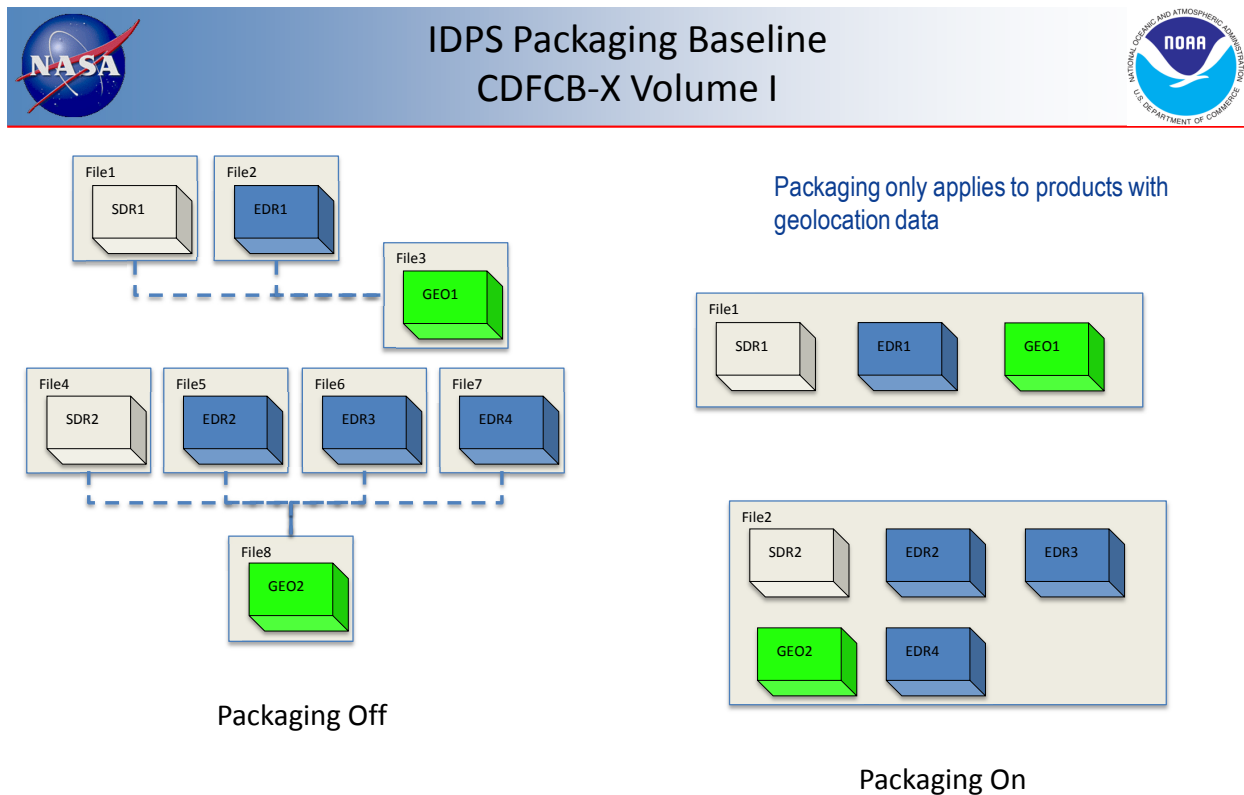 NASA
IDPS Packaging Baseline
CDFCB-X Volume I
NATIONAL OCEANIC AND ATMOSPHERIC ADMINISTRATION
NOAA
U.S. DEPARTMENT OF COMMERCE
File1
SDR1
File2
EDR1
File3
GEO1
File4
SDR2
File5
EDR2
File6
EDR3
File7
EDR4
File8
GEO2
Packaging Off
Packaging only applies to products with
geolocation data
File1
SDR1
EDR1
GEO1
File2
SDR2
EDR2
EDR3
GEO2
EDR4
Packaging On